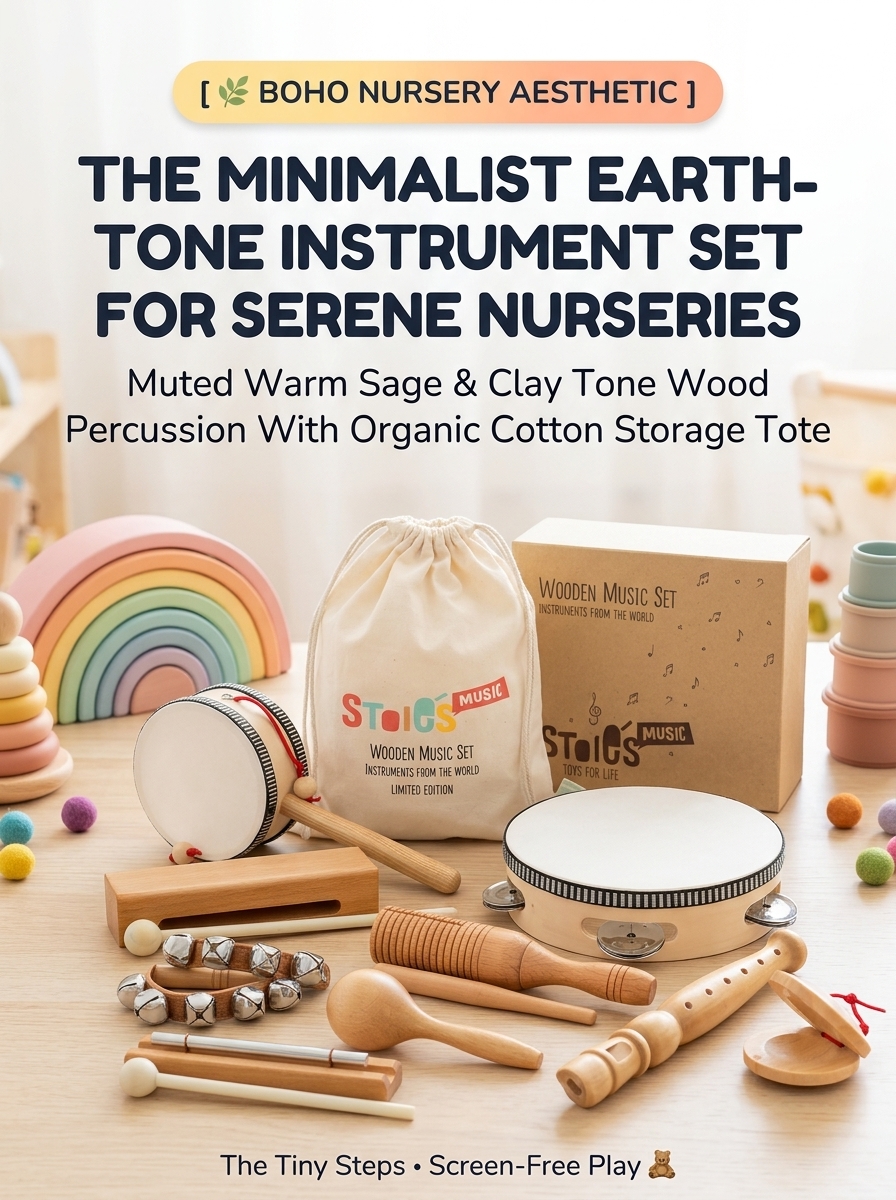 [ 🌿 BOHO NURSERY AESTHETIC ]
THE MINIMALIST EARTH-
TONE INSTRUMENT SET
FOR SERENE NURSERIES
Muted Warm Sage & Clay Tone Wood
Percussion With Organic Cotton Storage Tote
WOODEN MUSIC SET
INSTRUMENTS FROM THE WORLD
SToie's MUSIC
WOODEN MUSIC SET
INSTRUMENTS FROM THE WORLD
LIMITED EDITION
SToie's MUSIC
TOYS FOR LIFE
The Tiny Steps • Screen-Free Play 🧸